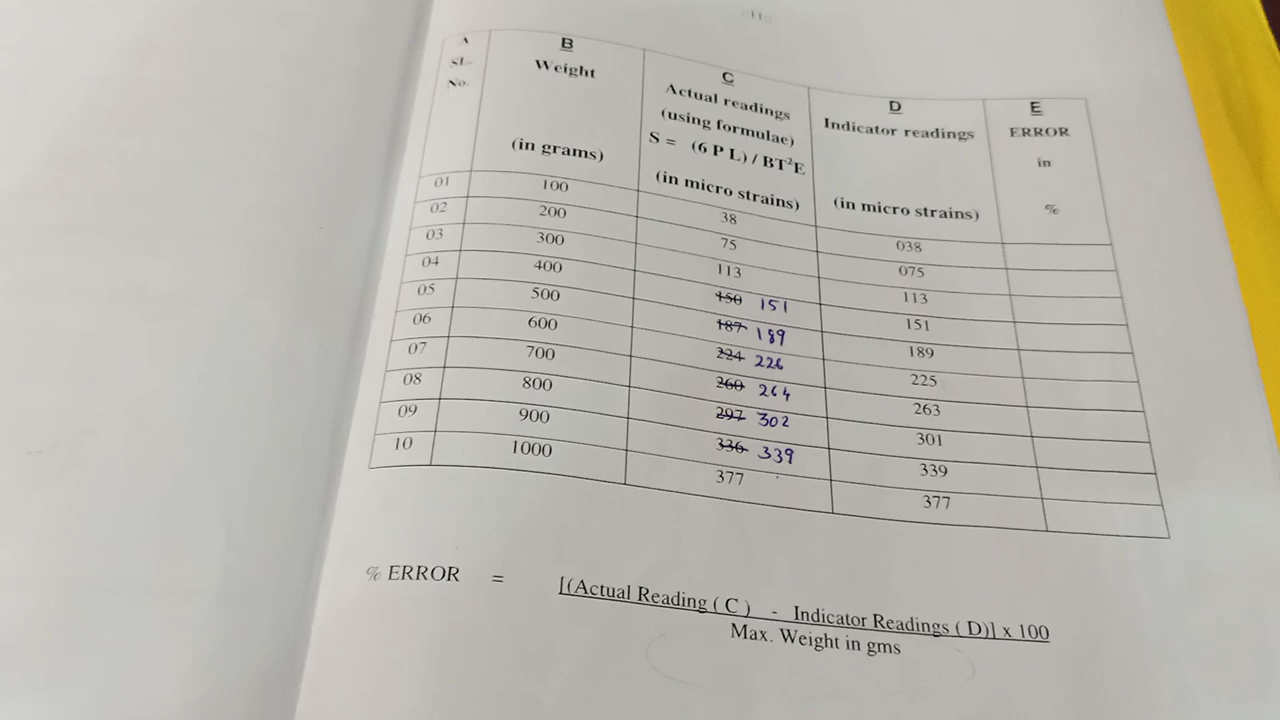 A
SL-
No.
B
Weight
(in grams)
C
Actual readings
(using formulae)
S = (6 P L) / BT²E
(in micro strains)
D
Indicator readings
(in micro strains)
E
ERROR
in
%
01 100 38 038
02 200 75 075
03 300 113 113
04 400 150 151 151
05 500 187 189 189
06 600 224 226 225
07 700 260 264 263
08 800 297 302 301
09 900 336 339 339
10 1000 377 377
% ERROR = [(Actual Reading ( C ) - Indicator Readings ( D)] x 100
Max. Weight in gms